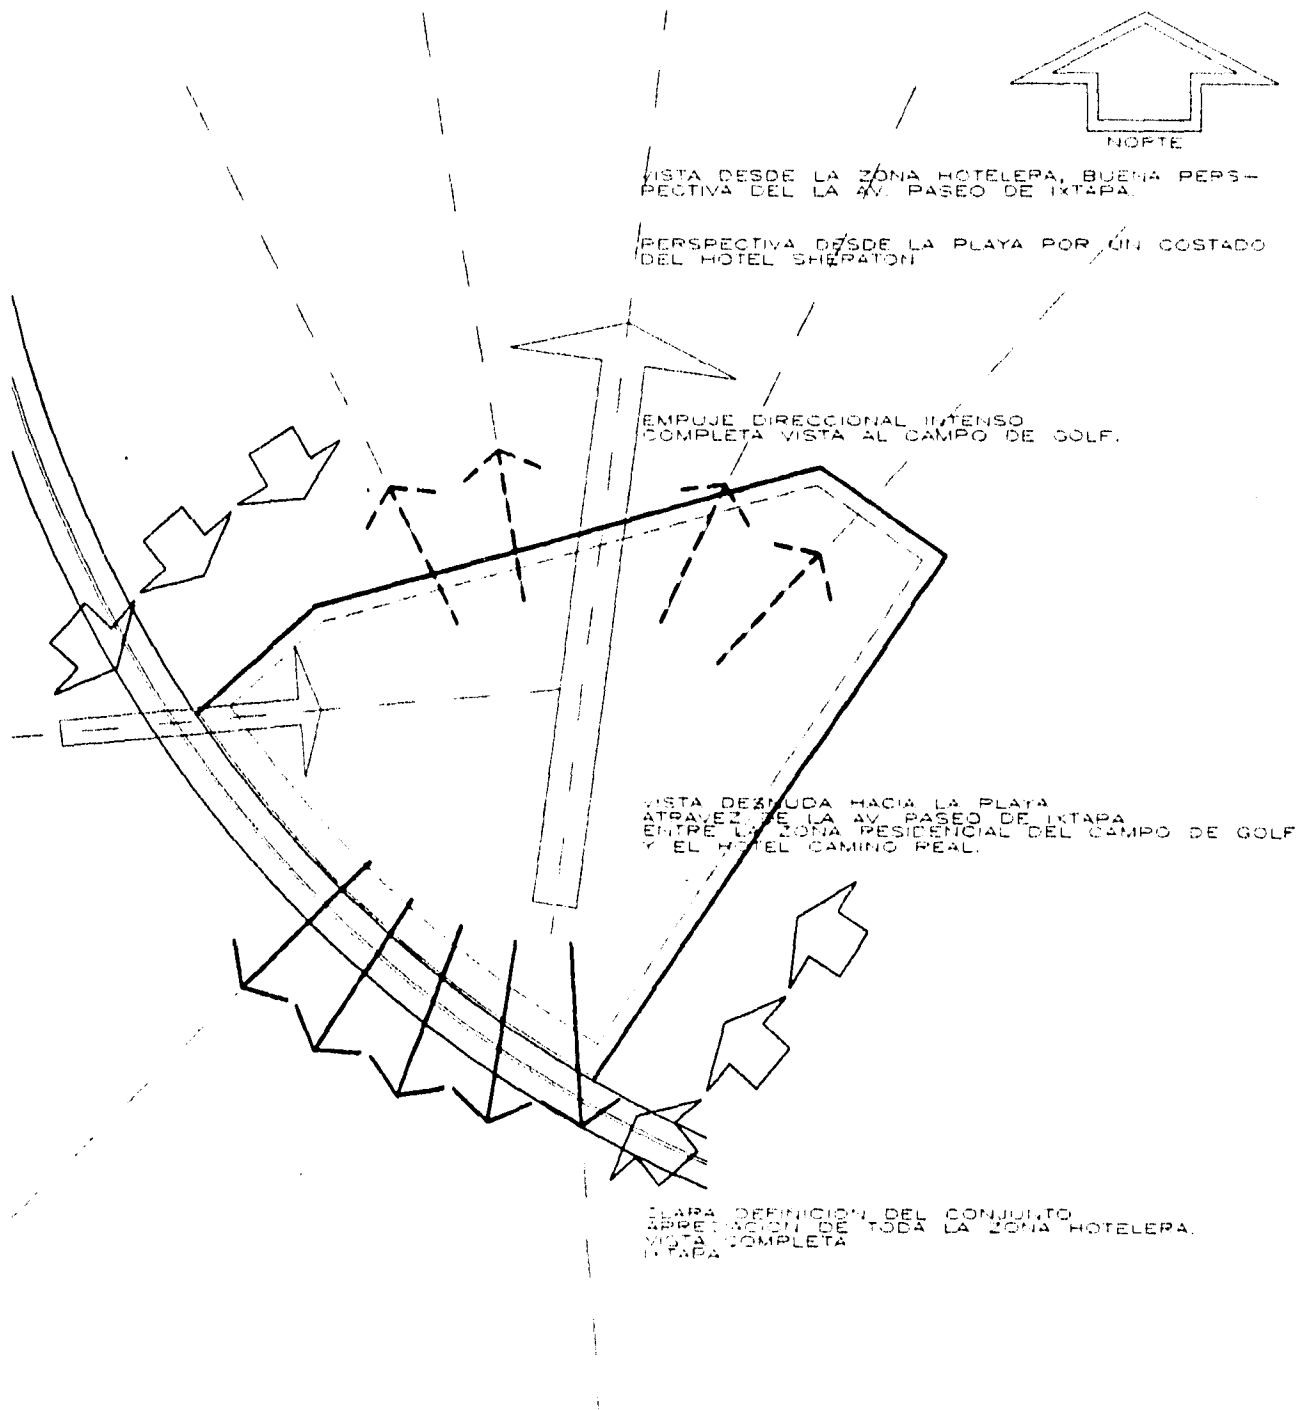 NORTE
VISTA DESDE LA ZONA HOTELERA, BUENA PERS-
PECTIVA DEL LA AV. PASEO DE IXTAPA.
PERSPECTIVA DESDE LA PLAYA POR UN COSTADO
DEL HOTEL SHERATON
EMPUJE DIRECCIONAL INTENSO
COMPLETA VISTA AL CAMPO DE GOLF.
VISTA DESNUDA HACIA LA PLAYA
ATRAVEZ DE LA AV. PASEO DE IXTAPA
ENTRE LA ZONA RESIDENCIAL DEL CAMPO DE GOLF
Y EL HOTEL CAMINO REAL.
CLARA DEFINICION DEL CONJUNTO
APRECIACION DE TODA LA ZONA HOTELERA.
VISTA COMPLETA
IXTAPA